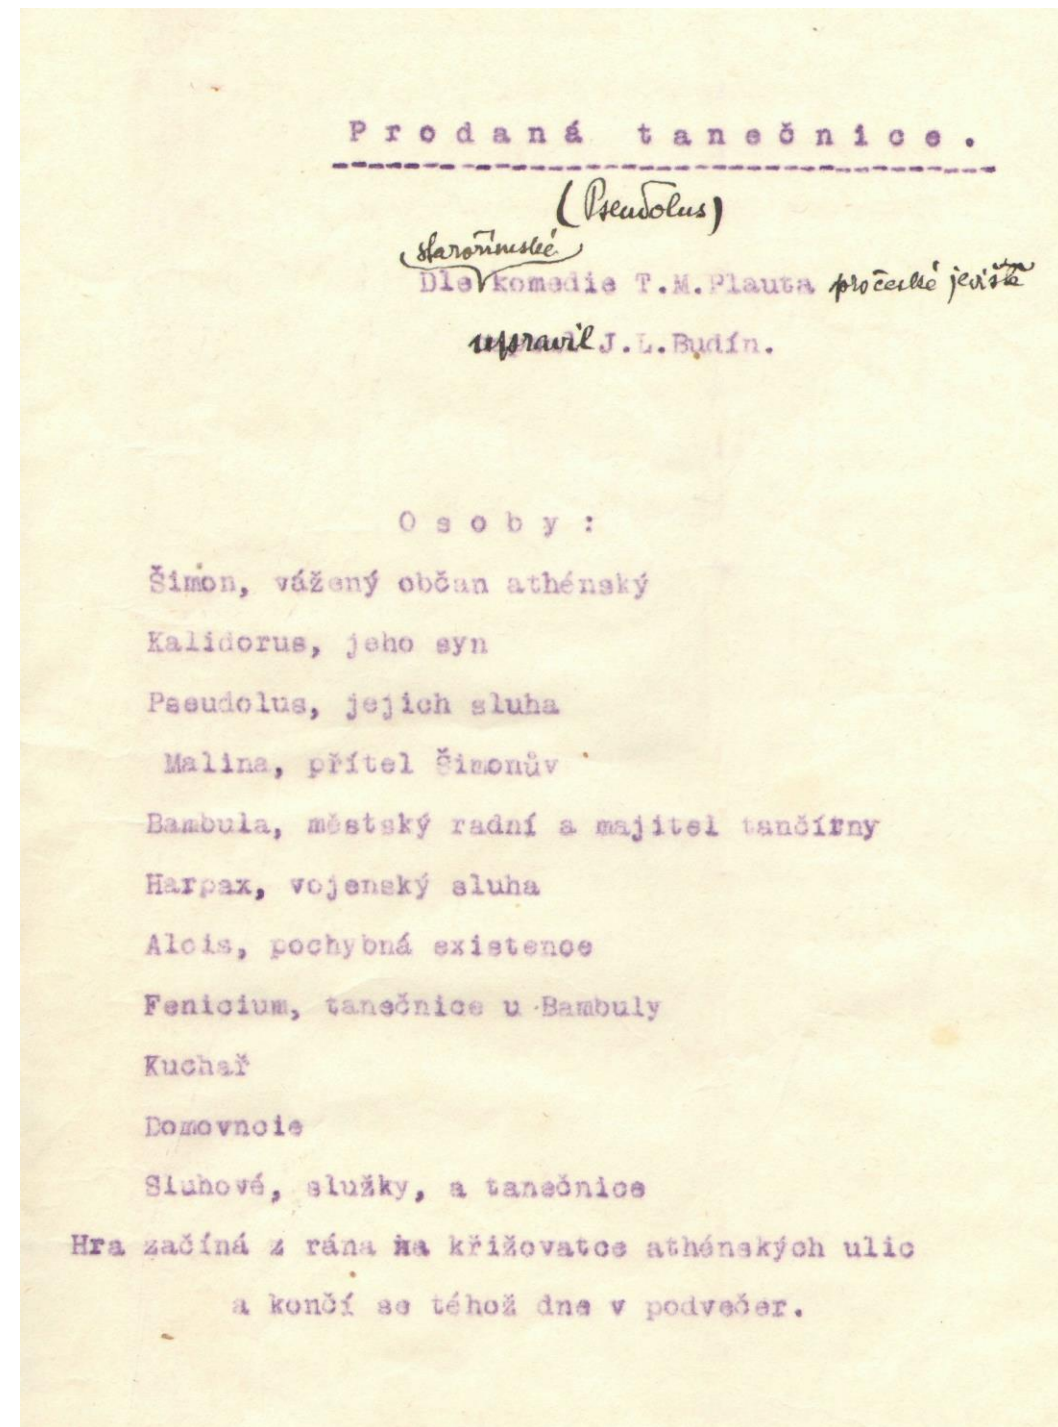 Prodaná tanečnice.
(Pseudolus)
starořímské
Dle komedie T.M.Plauta pro české jeviště
upravil J.L.Budín.
Osoby:
Šimon, vážený občan athénský
Kalidorus, jeho syn
Pseudolus, jejich sluha
Malina, přítel Šimonův
Bambula, městský radní a majitel tančírny
Harpax, vojenský sluha
Alois, pochybná existence
Fenicium, tanečnice u Bambuly
Kuchař
Domovncie
Sluhové, služky, a tanečnice
Hra začíná z rána na křižovatce athénských ulic
a končí se téhož dne v podvečer.